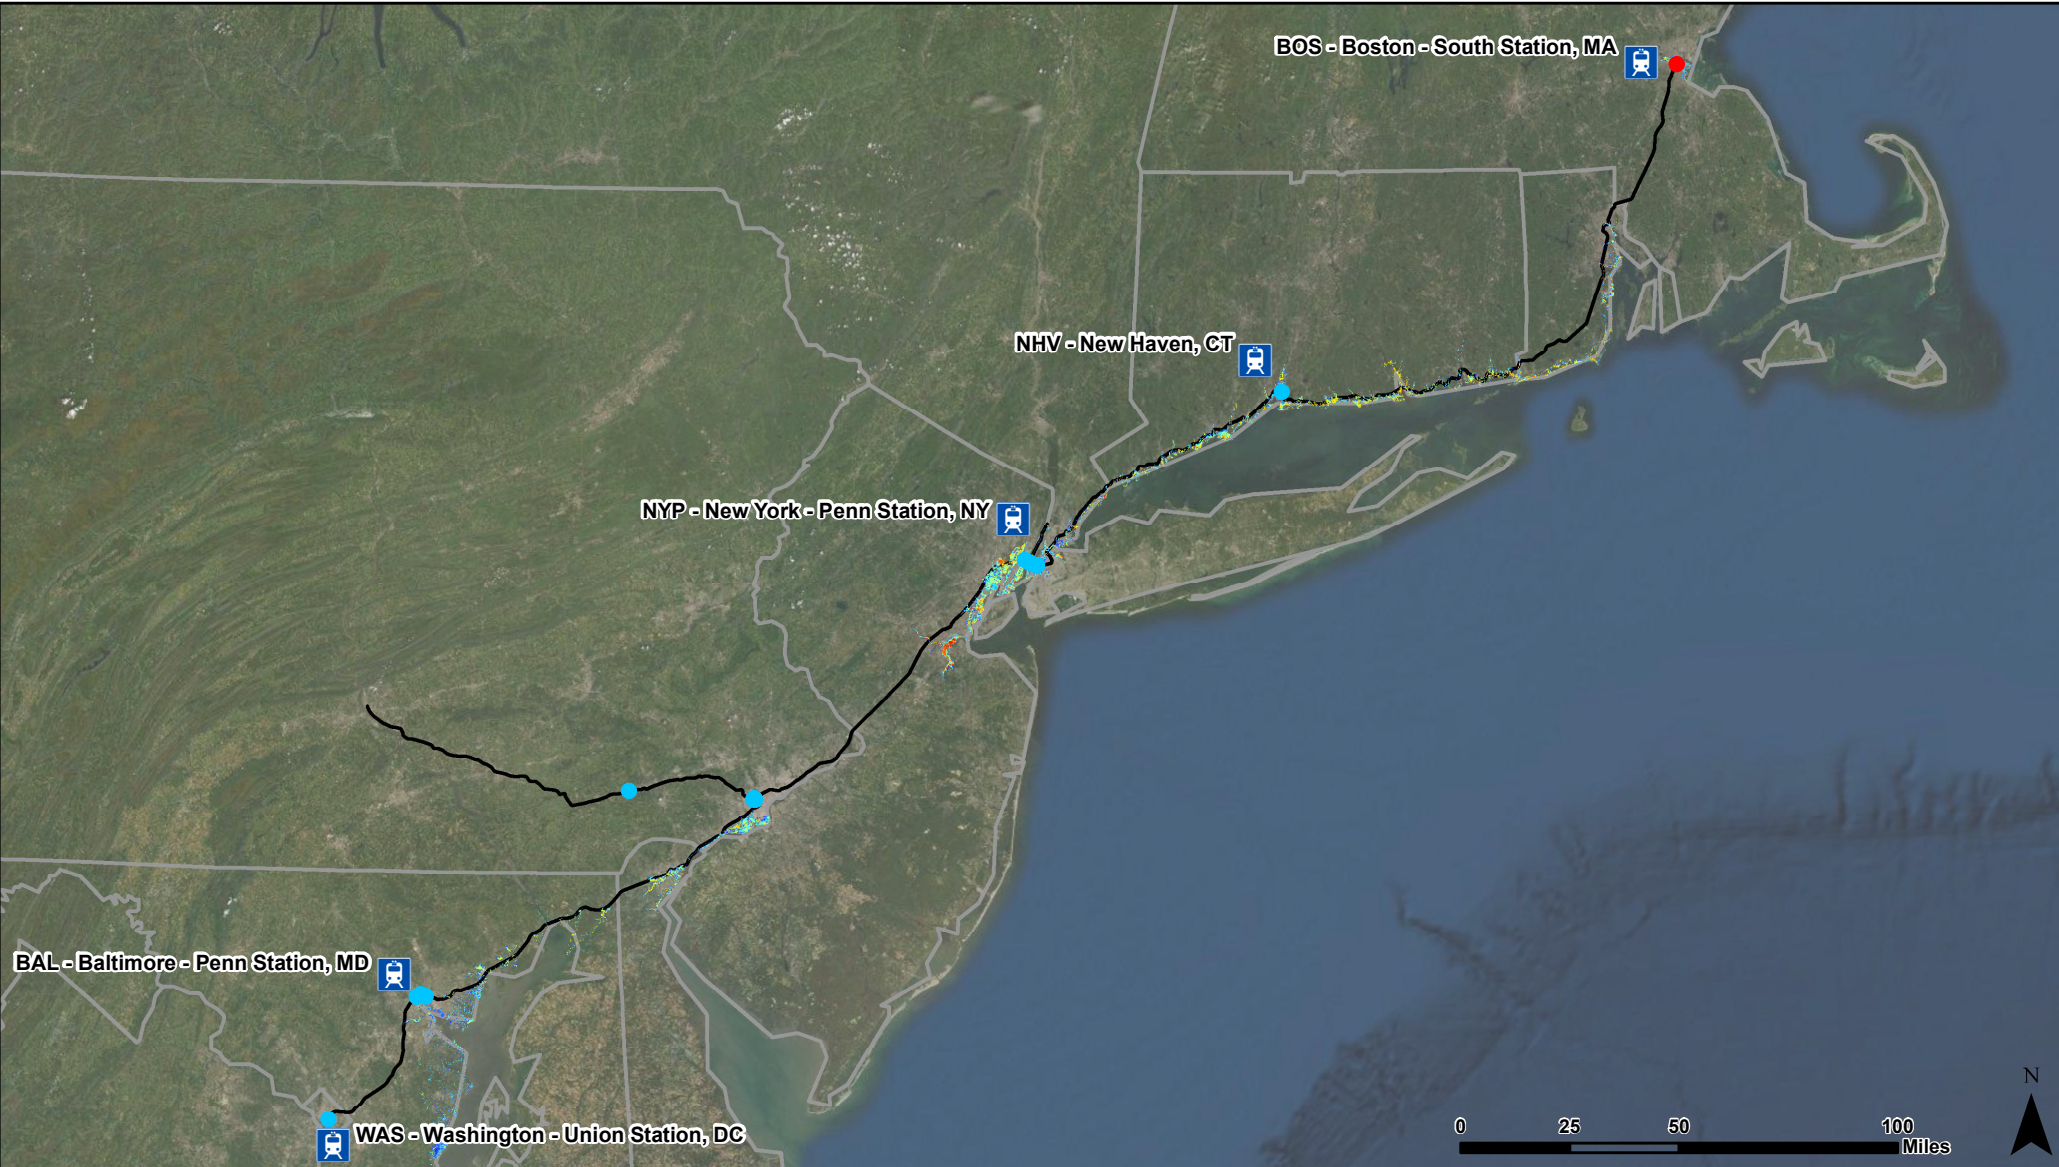 BOS - Boston - South Station, MA
NHV - New Haven, CT
NYP - New York - Penn Station, NY
BAL - Baltimore - Penn Station, MD
WAS - Washington - Union Station, DC
N
0 25 50 100
Miles